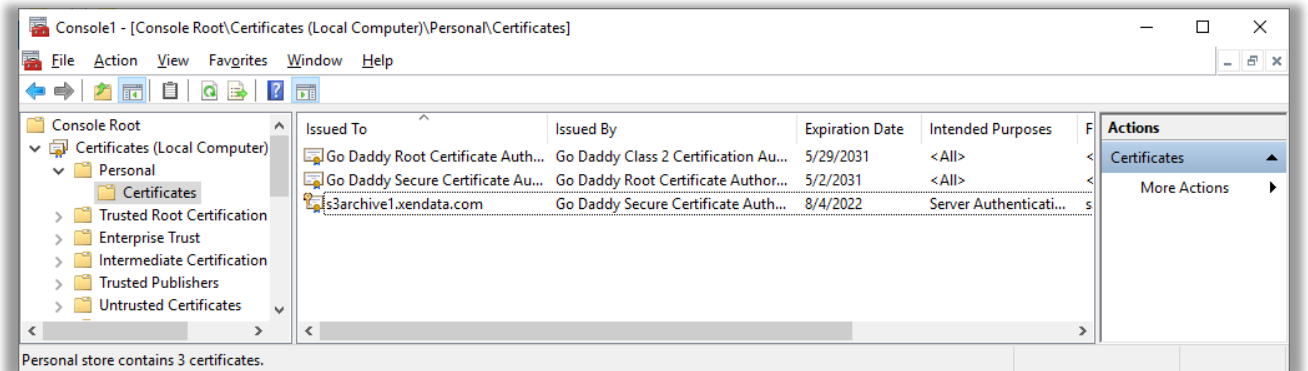 Console1 - [Console Root\Certificates (Local Computer)\Personal\Certificates]
File Action View Favorites Window Help
Console Root
Certificates (Local Computer)
Personal
Certificates
Trusted Root Certification
Enterprise Trust
Intermediate Certification
Trusted Publishers
Untrusted Certificates
Issued To Issued By Expiration Date Intended Purposes F
Go Daddy Root Certificate Auth... Go Daddy Class 2 Certification Au... 5/29/2031 <All> <
Go Daddy Secure Certificate Au... Go Daddy Root Certificate Author... 5/2/2031 <All> <
s3archive1.xendata.com Go Daddy Secure Certificate Auth... 8/4/2022 Server Authenticati... s
Actions
Certificates
More Actions
Personal store contains 3 certificates.